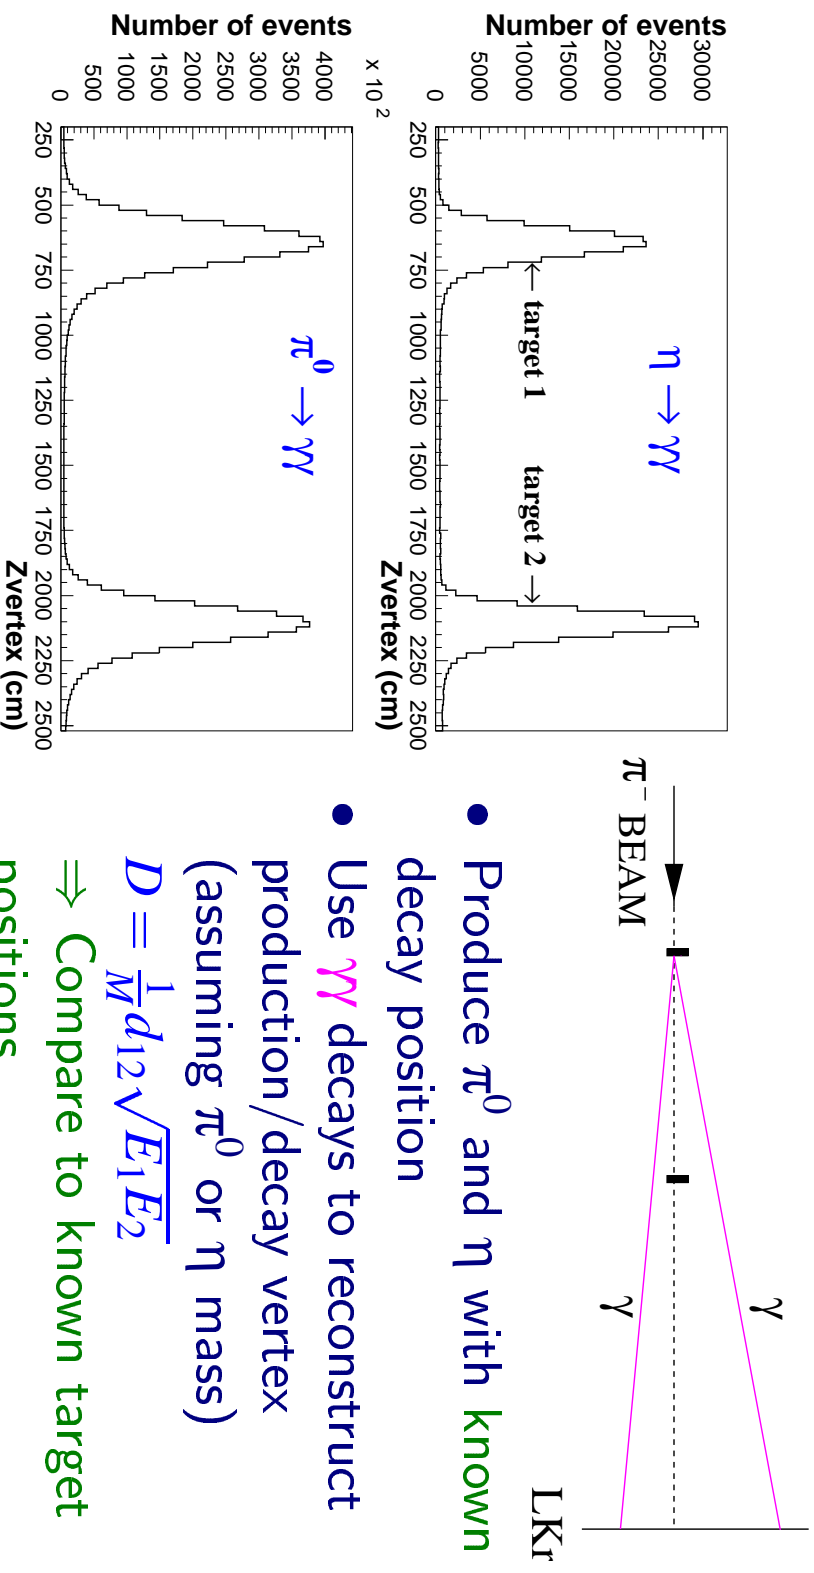 Number of events
30000
25000
20000
15000
10000
5000
0
η → γγ
← target 1
target 2 →
250 500 750 1000 1250 1500 1750 2000 2250 2500
Zvertex (cm)
Number of events
x 10 2
4000
3500
3000
2500
2000
1500
1000
500
0
π0 → γγ
250 500 750 1000 1250 1500 1750 2000 2250 2500
Zvertex (cm)
π− BEAM
γ
γ
LKr
• Produce π0 and η with known
decay position
• Use γγ decays to reconstruct
production/decay vertex
(assuming π0 or η mass)
D = 1/M d12 √E1E2
⇒ Compare to known target
positions